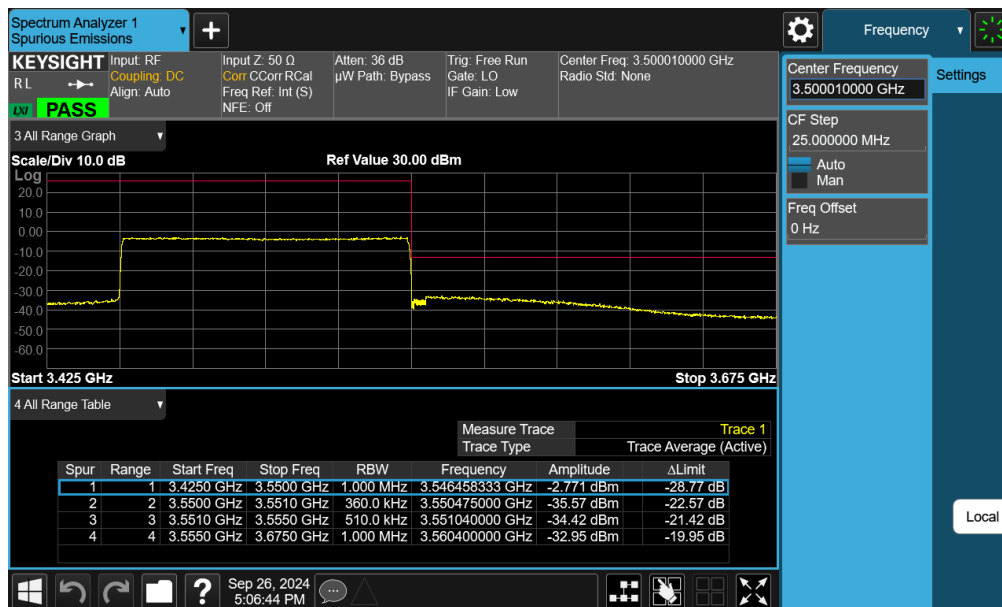 Spectrum Analyzer 1
Spurious Emissions
Frequency
KEYSIGHT
R L
LXI PASS
Input: RF
Coupling: DC
Align: Auto
Input Z: 50 Ω
Corr CCorr RCal
Freq Ref: Int (S)
NFE: Off
Atten: 36 dB
µW Path: Bypass
Trig: Free Run
Gate: LO
IF Gain: Low
Center Freq: 3.500010000 GHz
Radio Std: None
3 All Range Graph
Scale/Div 10.0 dB Ref Value 30.00 dBm
Log
20.0
10.0
0.00
-10.0
-20.0
-30.0
-40.0
-50.0
-60.0
Start 3.425 GHz Stop 3.675 GHz
4 All Range Table
Measure Trace Trace 1
Trace Type Trace Average (Active)
Spur Range Start Freq Stop Freq RBW Frequency Amplitude ΔLimit
1 1 3.4250 GHz 3.5500 GHz 1.000 MHz 3.546458333 GHz -2.771 dBm -28.77 dB
2 2 3.5500 GHz 3.5510 GHz 360.0 kHz 3.550475000 GHz -35.57 dBm -22.57 dB
3 3 3.5510 GHz 3.5550 GHz 510.0 kHz 3.551040000 GHz -34.42 dBm -21.42 dB
4 4 3.5550 GHz 3.6750 GHz 1.000 MHz 3.560400000 GHz -32.95 dBm -19.95 dB
Sep 26, 2024
5:06:44 PM
Center Frequency
3.500010000 GHz
CF Step
25.000000 MHz
Auto
Man
Freq Offset
0 Hz
Settings
Local